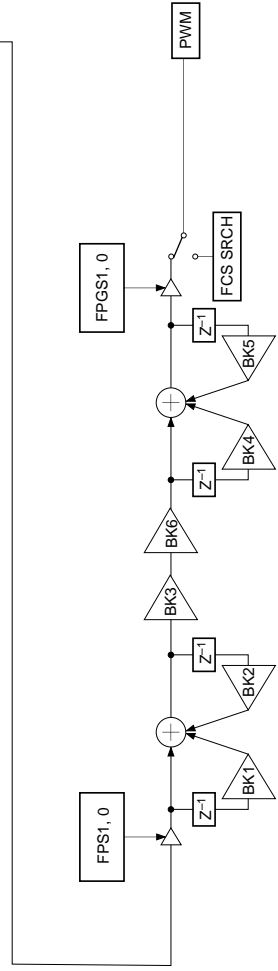 FPS1, 0
BK1
Z–1
BK2
Z–1
BK3
BK6
BK4
Z–1
BK5
Z–1
FPGS1, 0
FCS SRCH
PWM